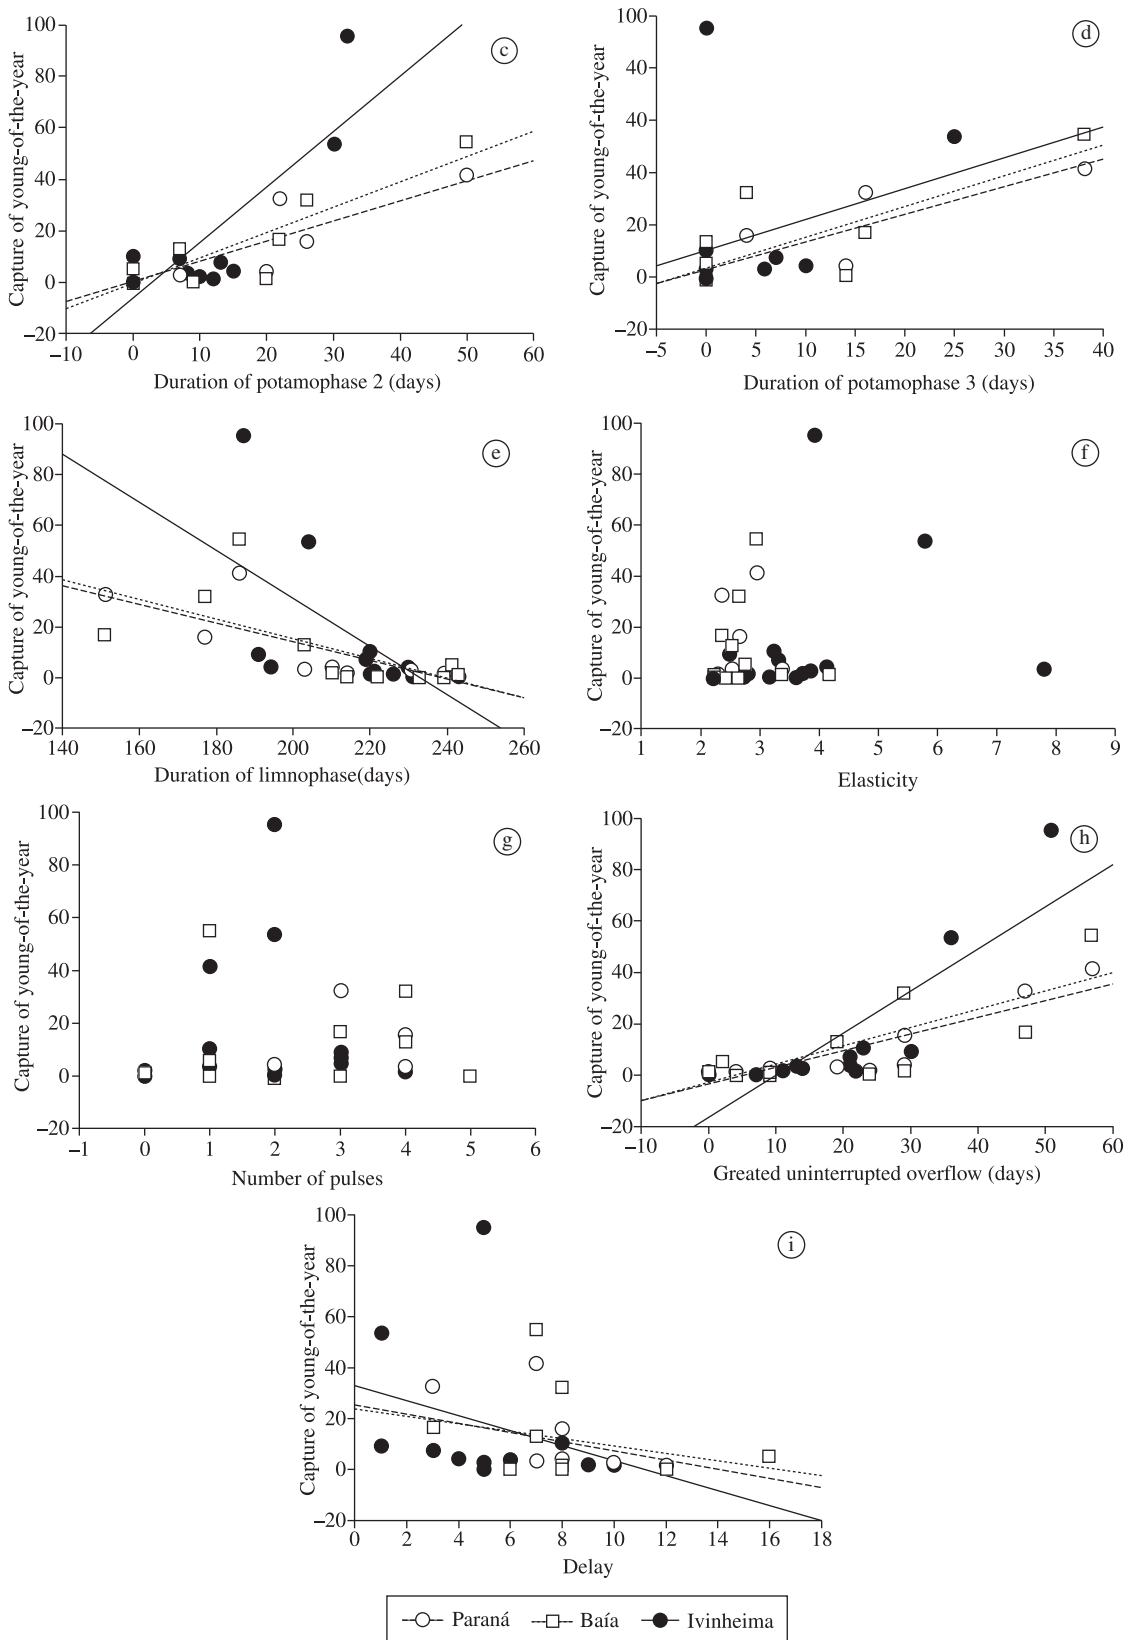 Capture of young-of-the-year
100
80
60
40
20
0
−20
c
−10 0 10 20 30 40 50 60
Duration of potamophase 2 (days)
Capture of young-of-the-year
100
40
40
40
20
0
−20
d
−5 0 5 10 15 20 25 30 35 40
Duration of potamophase 3 (days)
Capture of young-of-the-year
100
80
60
40
20
0
−20
e
140 160 180 200 220 240 260
Duration of limnophase(days)
Capture of young-of-the-year
100
80
60
40
20
0
−20
f
1 2 3 4 5 6 7 8 9
Elasticity
Capture of young-of-the-year
100
80
60
40
20
0
−20
g
−1 0 1 2 3 4 5 6
Number of pulses
Capture of young-of-the-year
100
80
60
40
20
0
−20
h
−10 0 10 20 30 40 50 60
Greated uninterrupted overflow (days)
Capture of young-of-the-year
100
80
60
40
20
0
−20
i
0 2 4 6 8 10 12 14 16 18
Delay
Paraná Baía Ivinheima